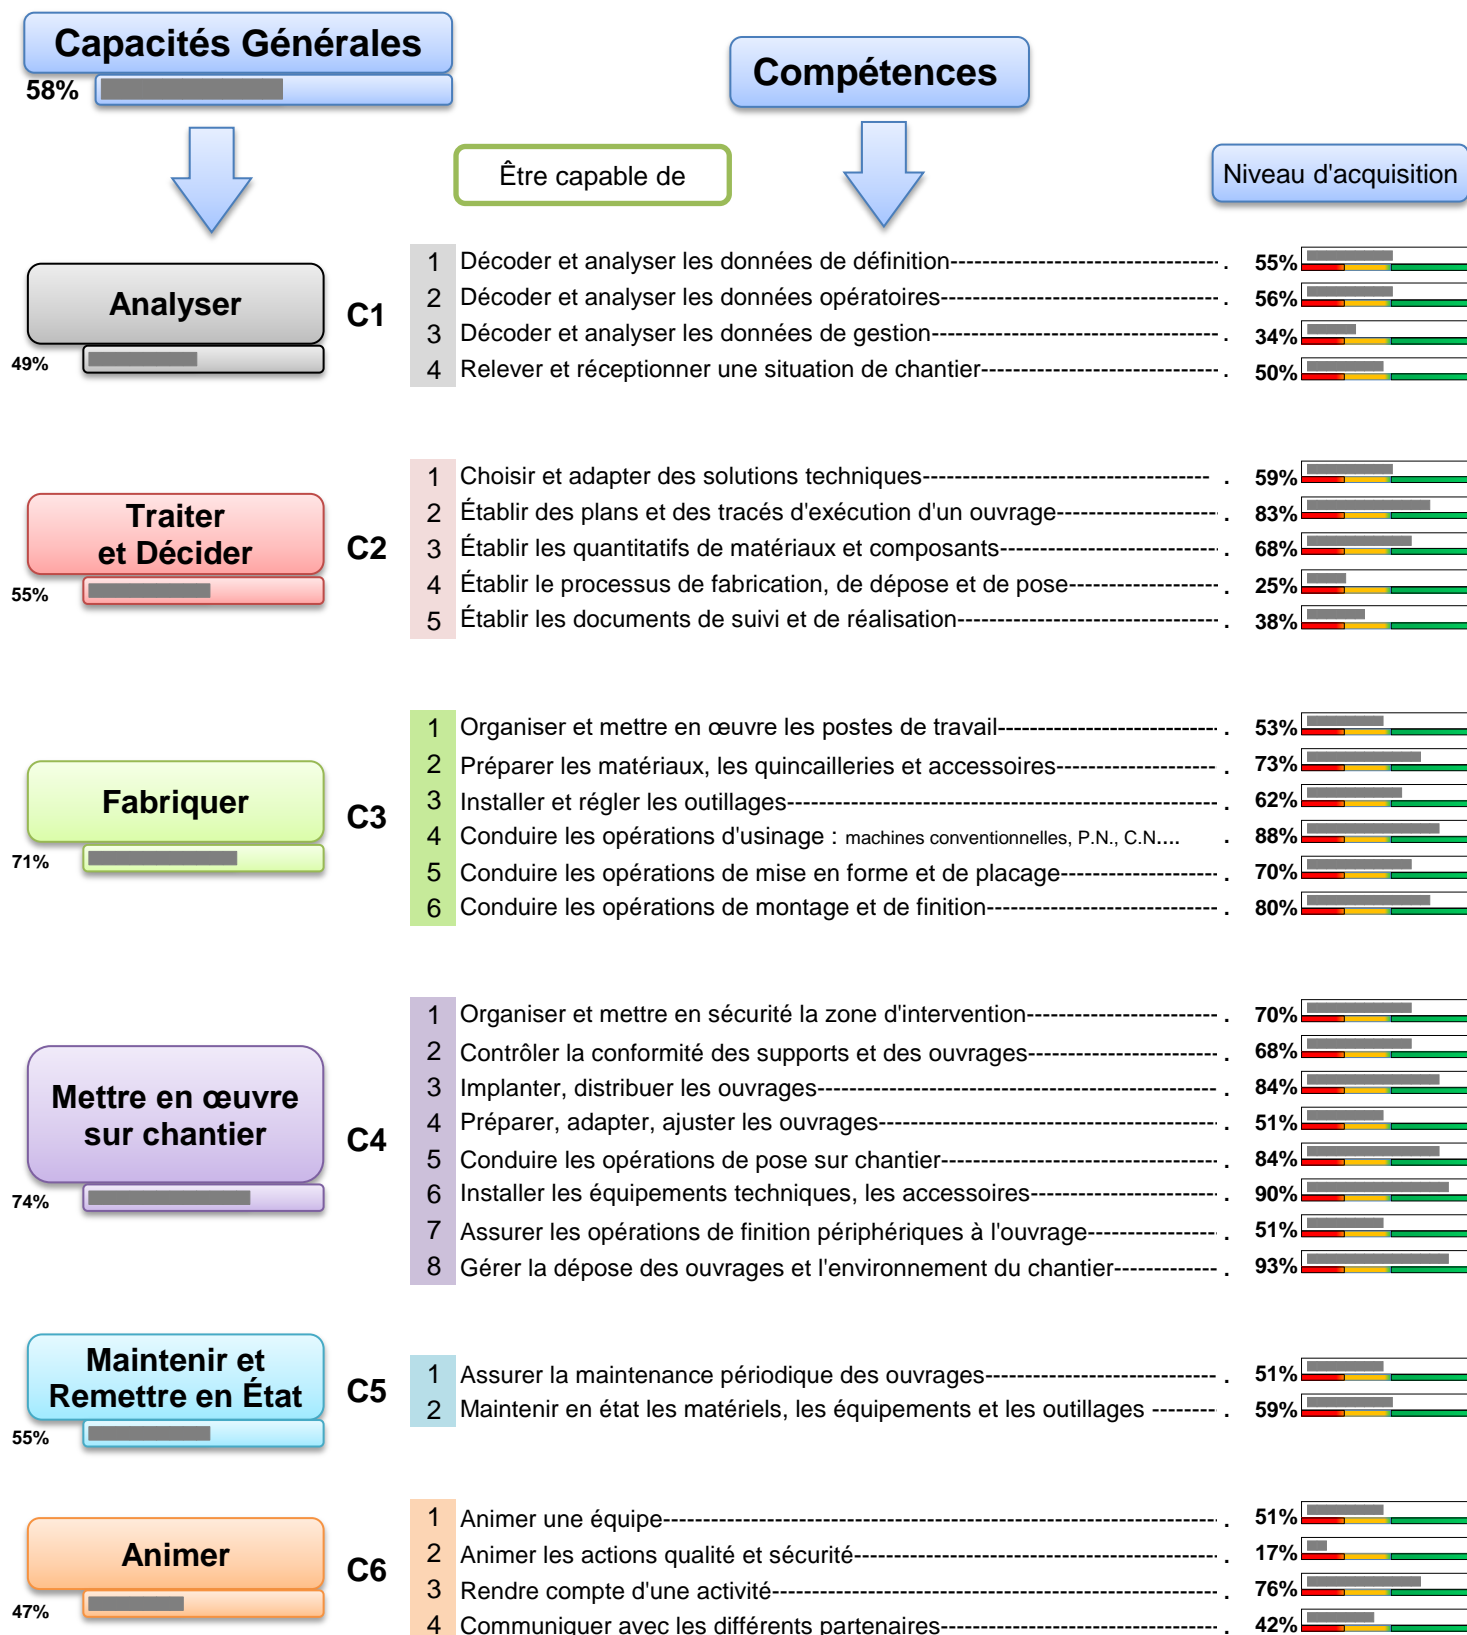 Capacités Générales
58%
Compétences
Être capable de
Niveau d'acquisition
Analyser
49%
C1
1 Décoder et analyser les données de définition---------------------------------- . 55%
2 Décoder et analyser les données opératoires----------------------------------- . 56%
3 Décoder et analyser les données de gestion------------------------------------ . 34%
4 Relever et réceptionner une situation de chantier------------------------------ . 50%
Traiter
et Décider
55%
C2
1 Choisir et adapter des solutions techniques------------------------------------ . 59%
2 Établir des plans et des tracés d'exécution d'un ouvrage-------------------- . 83%
3 Établir les quantitatifs de matériaux et composants---------------------------- . 68%
4 Établir le processus de fabrication, de dépose et de pose------------------- . 25%
5 Établir les documents de suivi et de réalisation--------------------------------- . 38%
Fabriquer
71%
C3
1 Organiser et mettre en œuvre les postes de travail---------------------------- . 53%
2 Préparer les matériaux, les quincailleries et accessoires-------------------- . 73%
3 Installer et régler les outillages------------------------------------------------------ . 62%
4 Conduire les opérations d'usinage : machines conventionnelles, P.N., C.N.... . 88%
5 Conduire les opérations de mise en forme et de placage-------------------- . 70%
6 Conduire les opérations de montage et de finition----------------------------- . 80%
Mettre en œuvre
sur chantier
74%
C4
1 Organiser et mettre en sécurité la zone d'intervention------------------------ . 70%
2 Contrôler la conformité des supports et des ouvrages------------------------ . 68%
3 Implanter, distribuer les ouvrages-------------------------------------------------- . 84%
4 Préparer, adapter, ajuster les ouvrages------------------------------------------ . 51%
5 Conduire les opérations de pose sur chantier----------------------------------- . 84%
6 Installer les équipements techniques, les accessoires------------------------ . 90%
7 Assurer les opérations de finition périphériques à l'ouvrage---------------- . 51%
8 Gérer la dépose des ouvrages et l'environnement du chantier------------- . 93%
Maintenir et
Remettre en État
55%
C5
1 Assurer la maintenance périodique des ouvrages----------------------------- . 51%
2 Maintenir en état les matériels, les équipements et les outillages -------- . 59%
Animer
47%
C6
1 Animer une équipe---------------------------------------------------------------------- . 51%
2 Animer les actions qualité et sécurité---------------------------------------------- . 17%
3 Rendre compte d'une activité-------------------------------------------------------- . 76%
4 Communiquer avec les différents partenaires----------------------------------- . 42%